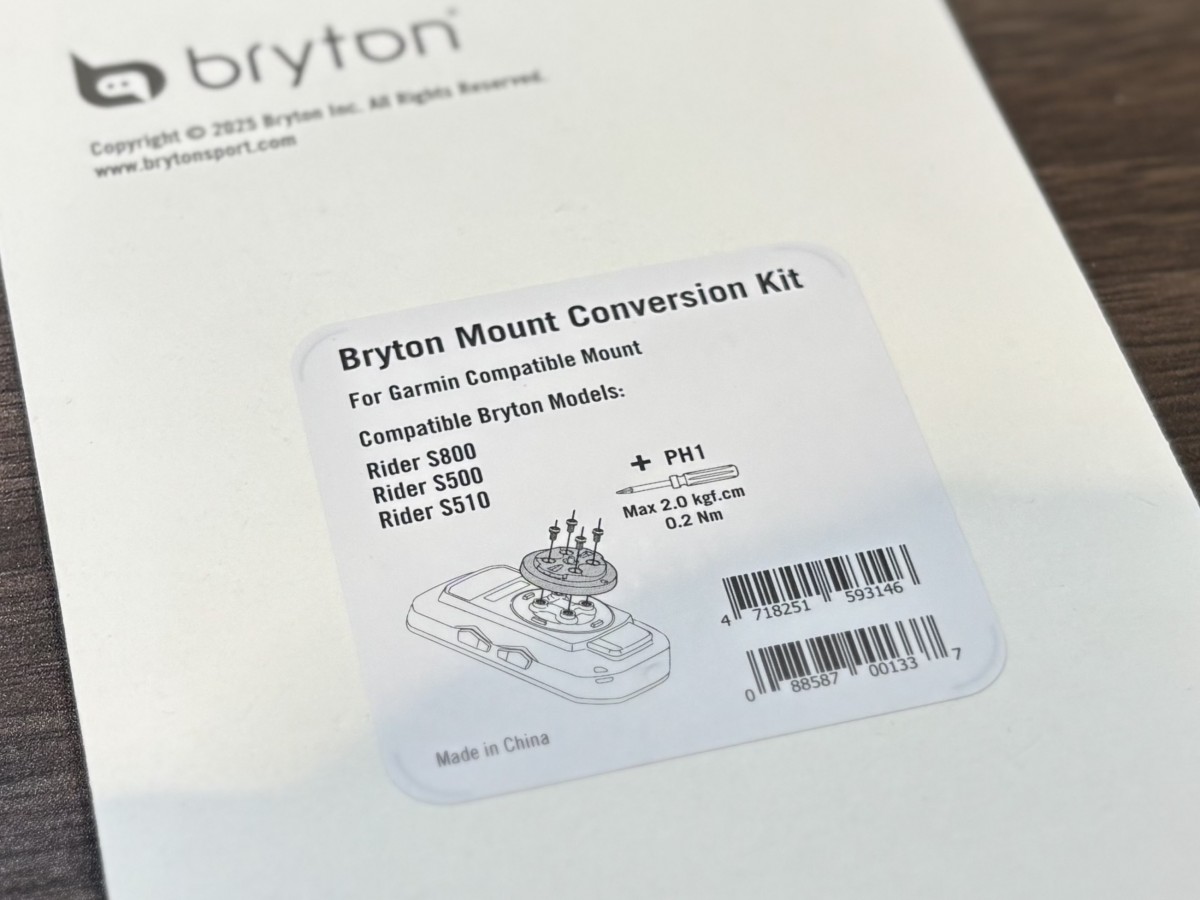 bryton
Copyright © 2025 Bryton Inc. All Rights Reserved.
www.brytonsport.com
Bryton Mount Conversion Kit
For Garmin Compatible Mount
Compatible Bryton Models:
Rider S800
Rider S500
Rider S510
+ PH1
Max 2.0 kgf.cm
0.2 Nm
4 718251 593146
0 88587 00133 7
Made in China